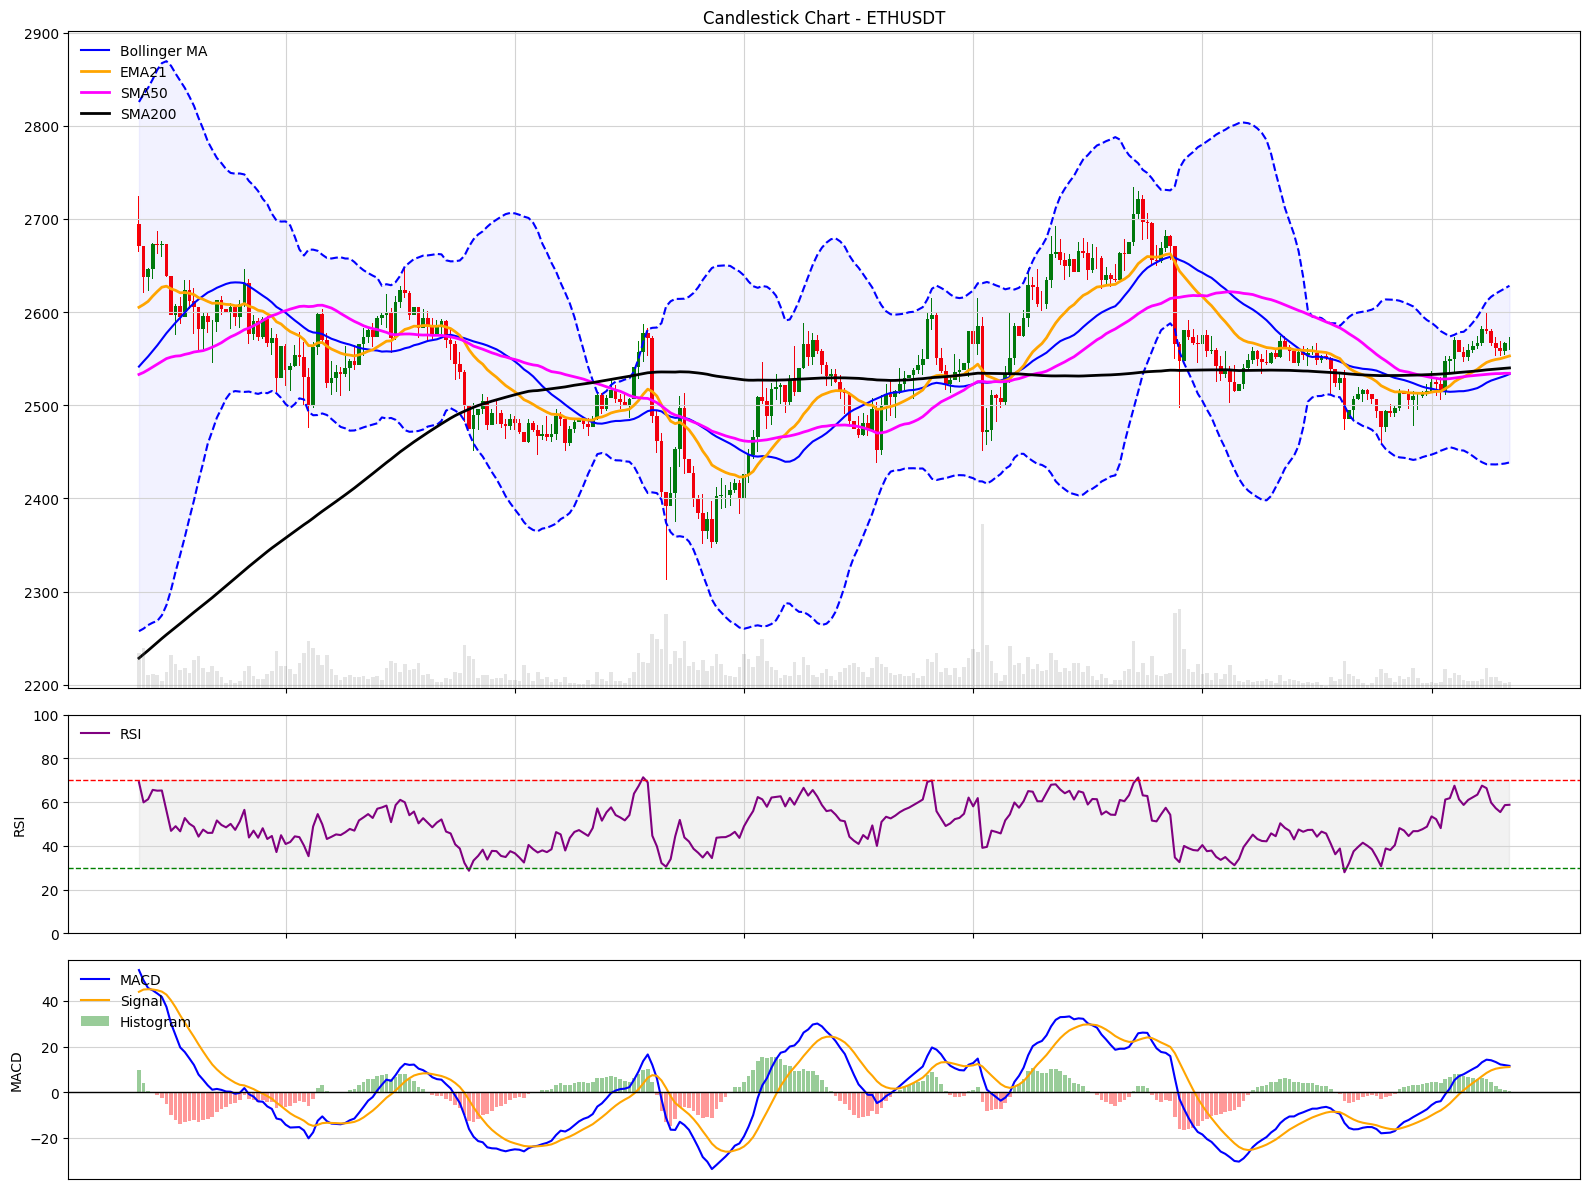 Candlestick Chart - ETHUSDT
2900
2800
2700
2600
2500
2400
2300
2200
Bollinger MA
EMA21
SMA50
SMA200
100
80
60
40
20
0
RSI
RSI
40
20
0
−20
MACD
MACD
Signal
Histogram